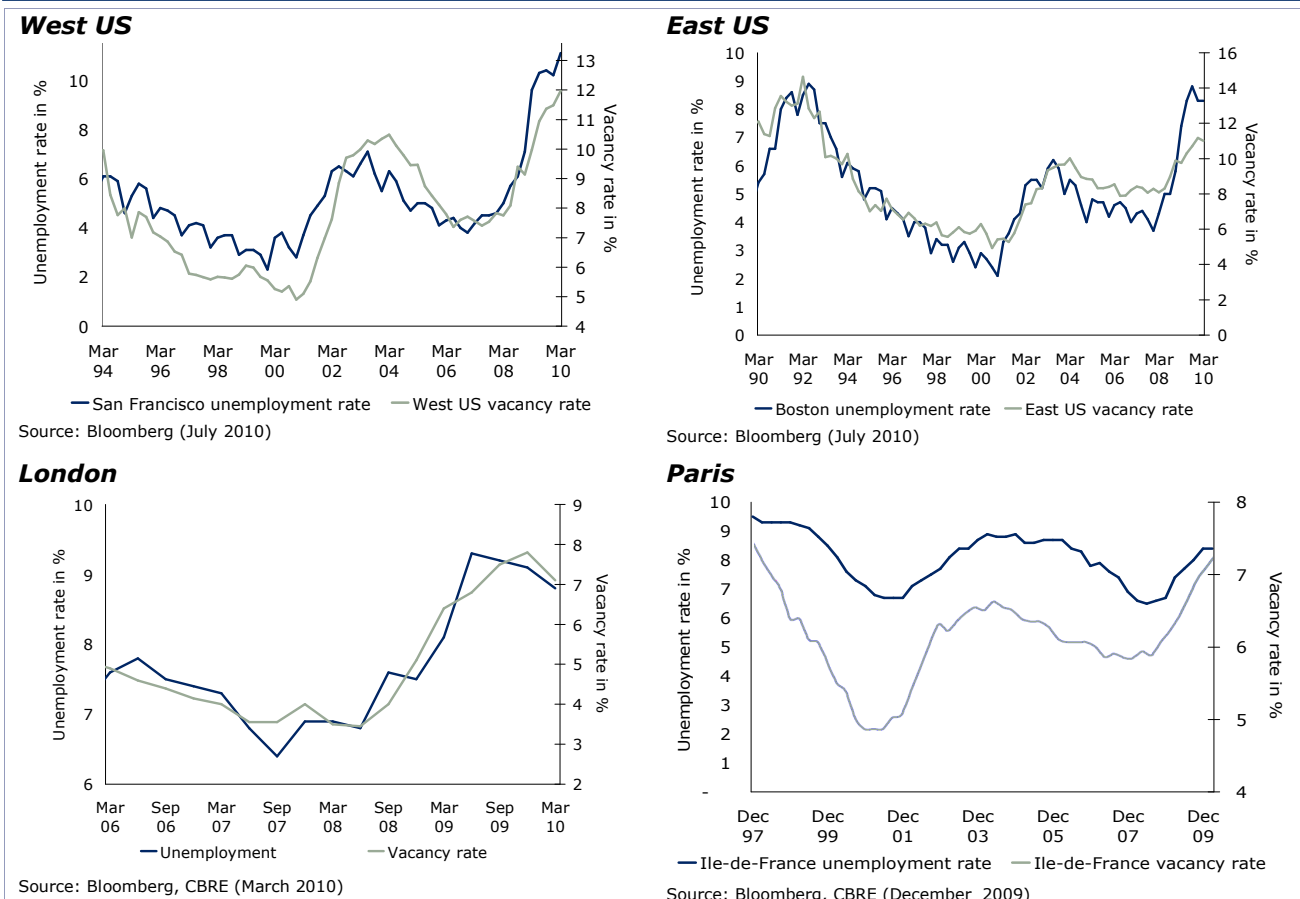 West US
Unemployment rate in %
10
8
6
4
2
0
13
12
11
10
9
8
7
6
5
4
Vacancy rate in %
Mar 94 Mar 96 Mar 98 Mar 00 Mar 02 Mar 04 Mar 06 Mar 08 Mar 10
San Francisco unemployment rate West US vacancy rate
Source: Bloomberg (July 2010)
East US
Unemployment rate in %
10
9
8
7
6
5
4
3
2
1
0
16
14
12
10
8
6
4
2
0
Vacancy rate in %
Mar 90 Mar 92 Mar 94 Mar 96 Mar 98 Mar 00 Mar 02 Mar 04 Mar 06 Mar 08 Mar 10
Boston unemployment rate East US vacancy rate
Source: Bloomberg (July 2010)
London
Unemployment rate in %
10
9
8
7
6
9
8
7
6
5
4
3
2
Vacancy rate in %
Mar 06 Sep 06 Mar 07 Sep 07 Mar 08 Sep 08 Mar 09 Sep 09 Mar 10
Unemployment Vacancy rate
Source: Bloomberg, CBRE (March 2010)
Paris
Unemployment rate in %
10
9
8
7
6
5
4
3
2
1
-
8
7
6
5
4
Vacancy rate in %
Dec 97 Dec 99 Dec 01 Dec 03 Dec 05 Dec 07 Dec 09
Ile-de-France unemployment rate Ile-de-France vacancy rate
Source: Bloomberg, CBRE (December 2009)